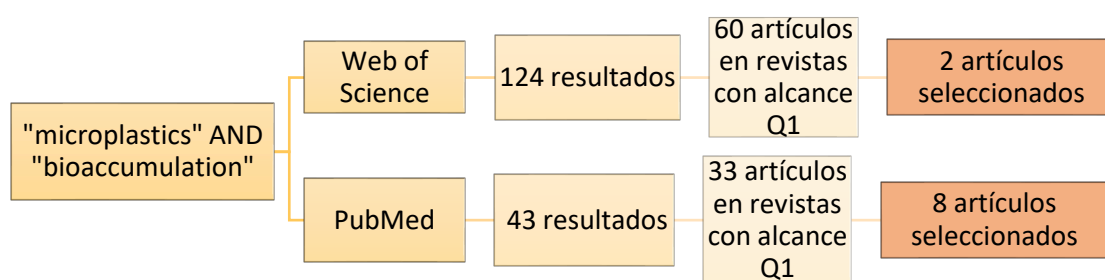 "microplastics" AND
"bioaccumulation"
Web of
Science
124 resultados
60 artículos
en revistas
con alcance
Q1
2 artículos
seleccionados
PubMed
43 resultados
33 artículos
en revistas
con alcance
Q1
8 artículos
seleccionados